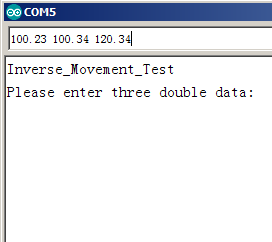 COM5
100.23 100.34 120.34
Inverse_Movement_Test
Please enter three double data: